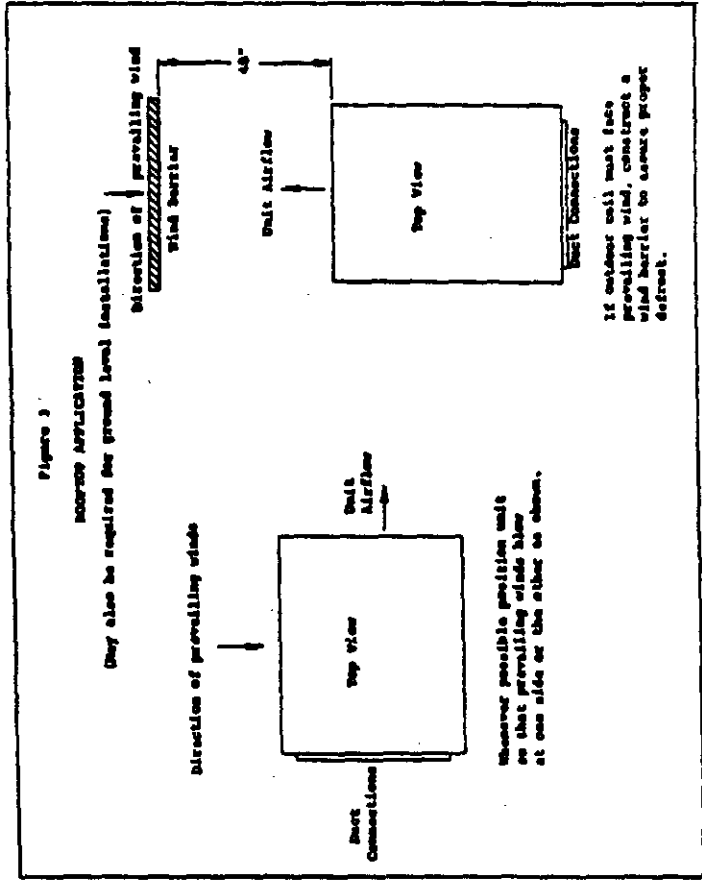 Figure 3
ROOFTOP APPLICATION
(May also be required for ground level installations)
Direction of prevailing winds
Unit
Airflow
Top View
Duct
Connections
Whenever possible position unit
so that prevailing winds blow
at one side or the other as shown.
Direction of prevailing wind
Wind barrier
48"
Unit Airflow
Top View
Duct Connections
If outdoor coil must face
prevailing wind, construct a
wind barrier to assure proper
defrost.